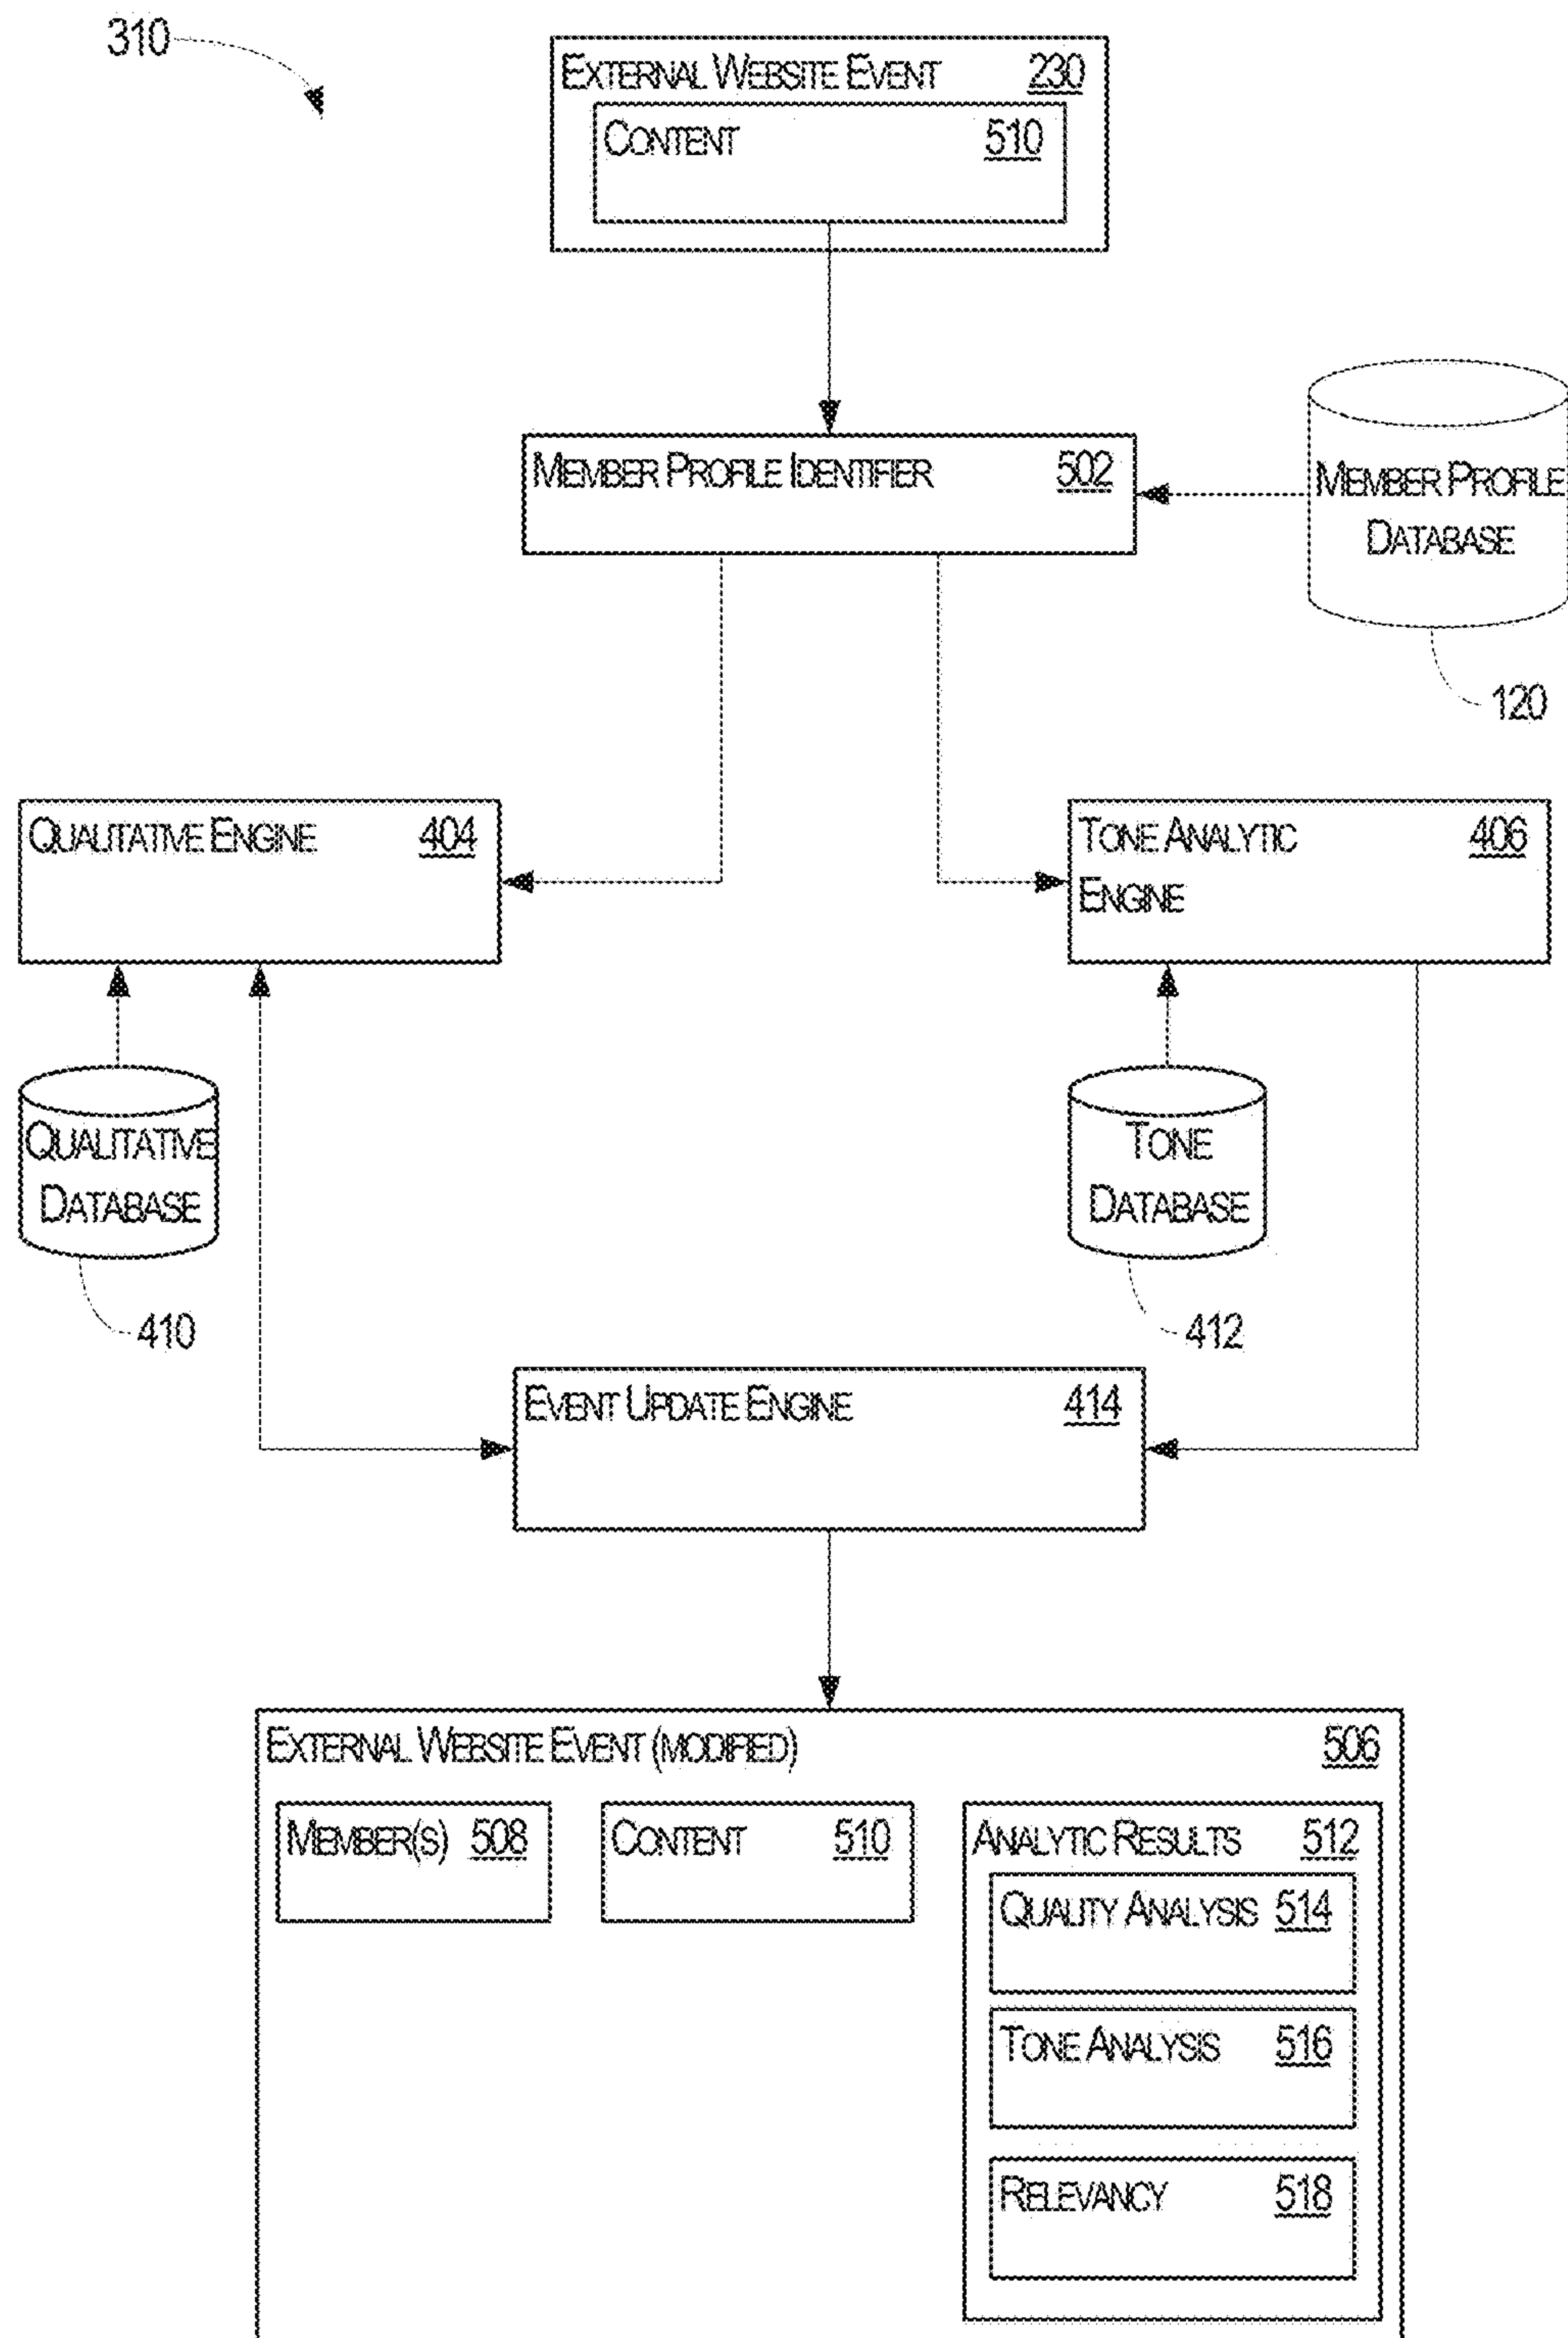 310
EXTERNAL WEBSITE EVENT 230
CONTENT 510
MEMBER PROFILE IDENTIFIER 502
MEMBER PROFILE
DATABASE
120
QUALITATIVE ENGINE 404
TONE ANALYTIC 406
ENGINE
QUALITATIVE
DATABASE
410
TONE
DATABASE
412
EVENT UPDATE ENGINE 414
EXTERNAL WEBSITE EVENT (MODIFIED) 506
MEMBER(S) 508
CONTENT 510
ANALYTIC RESULTS 512
QUALITY ANALYSIS 514
TONE ANALYSIS 516
RELEVANCY 518